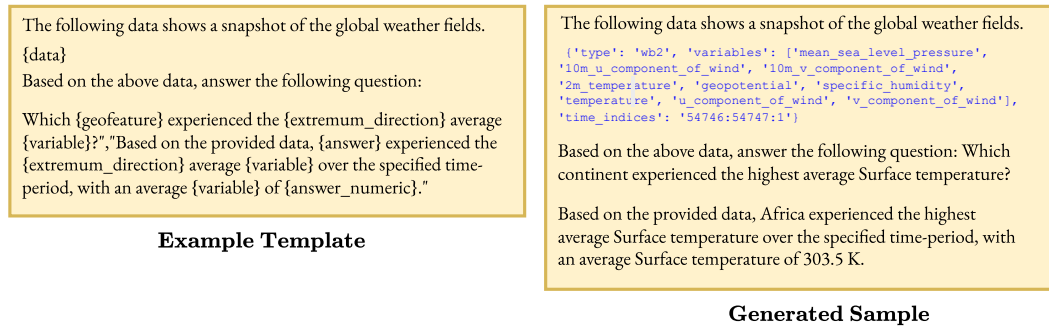 The following data shows a snapshot of the global weather fields.
{data}
Based on the above data, answer the following question:
Which {geofeature} experienced the {extremum_direction} average
{variable}?","Based on the provided data, {answer} experienced the
{extremum_direction} average {variable} over the specified time-
period, with an average {variable} of {answer_numeric}."
Example Template
The following data shows a snapshot of the global weather fields.
{'type': 'wb2', 'variables': ['mean_sea_level_pressure',
'10m_u_component_of_wind', '10m_v_component_of_wind',
'2m_temperature', 'geopotential', 'specific_humidity',
'temperature', 'u_component_of_wind', 'v_component_of_wind'],
'time_indices': '54746:54747:1'}
Based on the above data, answer the following question: Which
continent experienced the highest average Surface temperature?
Based on the provided data, Africa experienced the highest
average Surface temperature over the specified time-period, with
an average Surface temperature of 303.5 K.
Generated Sample